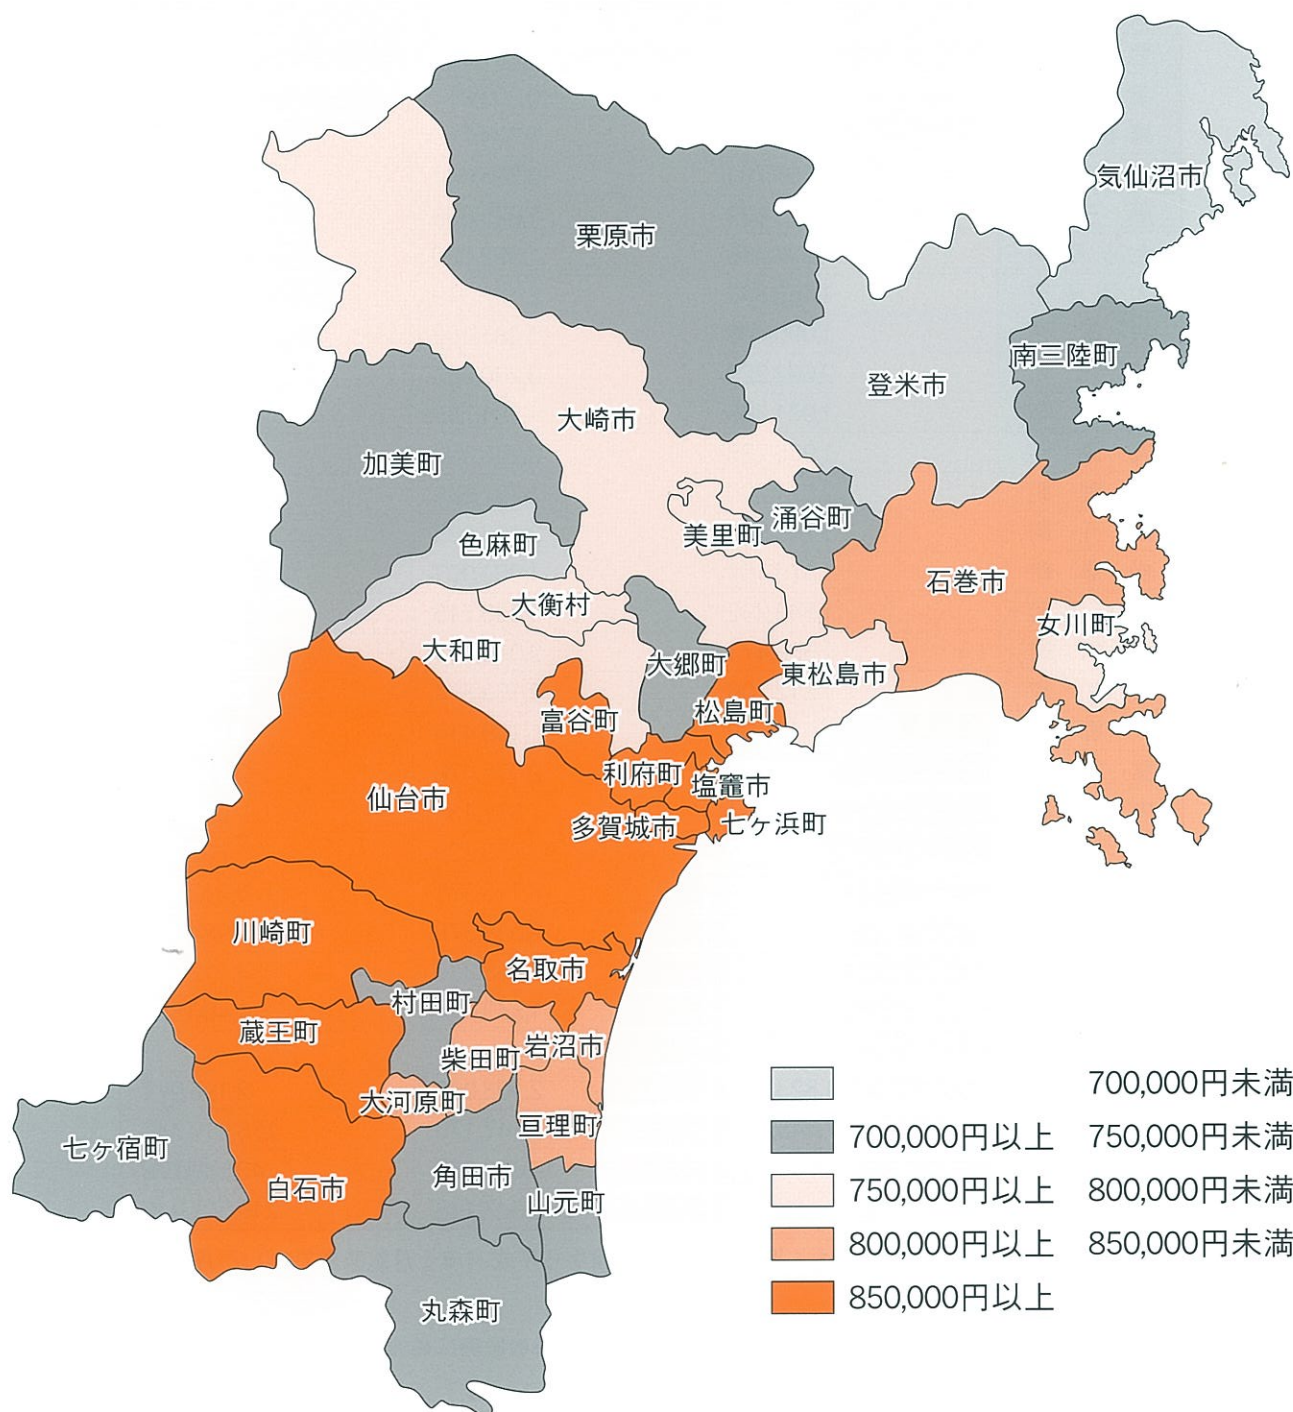 気仙沼市
栗原市
南三陸町
登米市
大崎市
加美町
涌谷町
美里町
色麻町
石巻市
大衡村
女川町
大和町
大郷町
東松島市
松島町
富谷町
利府町
塩竈市
仙台市
多賀城市
七ヶ浜町
川崎町
名取市
村田町
蔵王町
岩沼市
柴田町
大河原町
亘理町
七ヶ宿町
角田市
白石市
山元町
丸森町
700,000円未満
700,000円以上 750,000円未満
750,000円以上 800,000円未満
800,000円以上 850,000円未満
850,000円以上